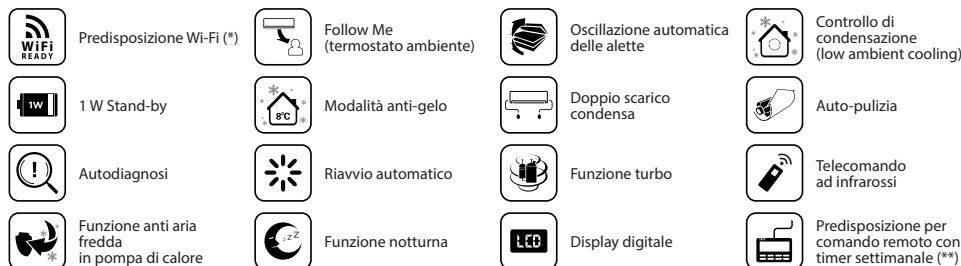 WiFi
READY
Predisposizione Wi-Fi (*)
Follow Me
(termostato ambiente)
Oscillazione automatica
delle alette
Controllo di
condensazione
(low ambient cooling)
1W
1 W Stand-by
8°C
Modalità anti-gelo
Doppio scarico
condensa
Auto-pulizia
!
Autodiagnosi
Riavvio automatico
Funzione turbo
Telecomando
ad infrarossi
Funzione anti aria
fredda
in pompa di calore
zzZ
Funzione notturna
LED
Display digitale
Predisposizione per
comando remoto con
timer settimanale (**)